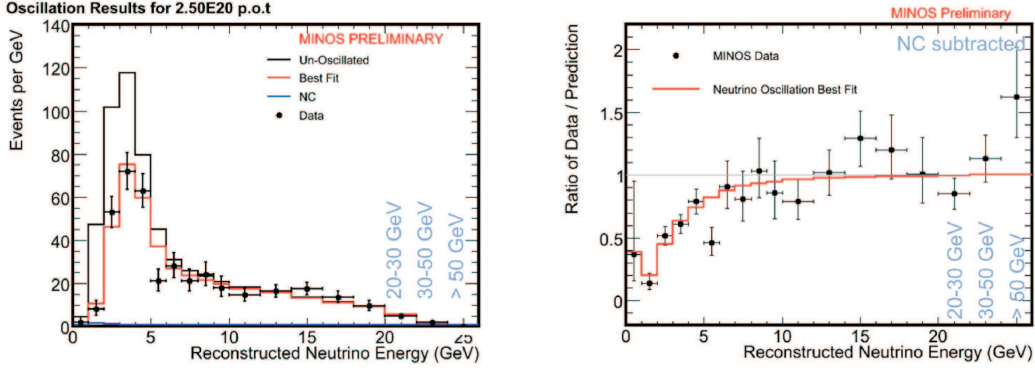 Oscillation Results for 2.50E20 p.o.t
MINOS PRELIMINARY
Un-Oscillated
Best Fit
NC
Data
Events per GeV
140
120
100
80
60
40
20
0
0 5 10 15 20 25
20-30 GeV
30-50 GeV
> 50 GeV
Reconstructed Neutrino Energy (GeV)
MINOS Preliminary
NC subtracted
MINOS Data
Neutrino Oscillation Best Fit
Ratio of Data / Prediction
2
1.5
1
0.5
0
0 5 10 15 20
20-30 GeV
30-50 GeV
> 50 GeV
Reconstructed Neutrino Energy (GeV)